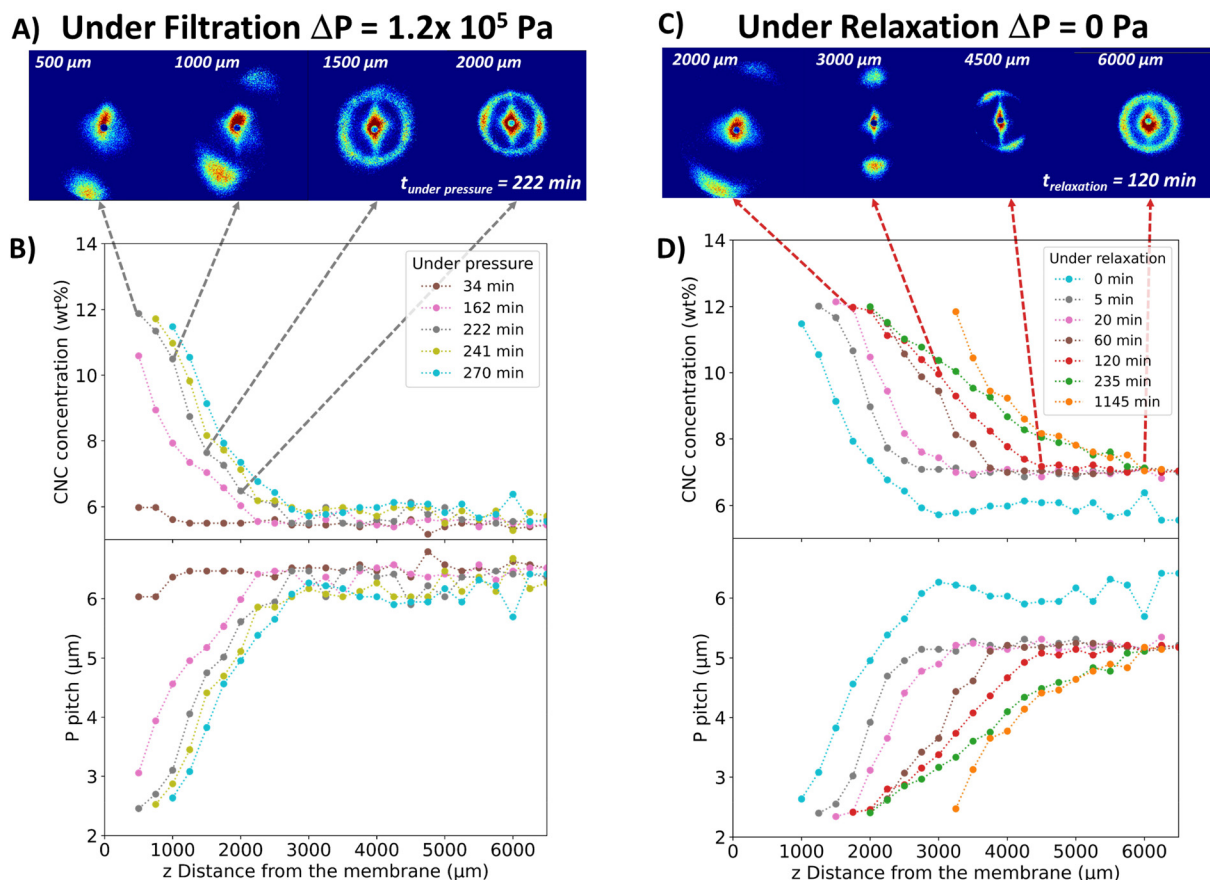 A) Under Filtration ΔP = 1.2x 10⁵ Pa
500 μm 1000 μm 1500 μm 2000 μm
t under pressure = 222 min
B)
14
12
10
8
6
CNC concentration (wt%)
Under pressure
34 min
162 min
222 min
241 min
270 min
6
5
4
3
2
P pitch (μm)
0 1000 2000 3000 4000 5000 6000
z Distance from the membrane (μm)
C) Under Relaxation ΔP = 0 Pa
2000 μm 3000 μm 4500 μm 6000 μm
t relaxation = 120 min
D)
14
12
10
8
6
CNC concentration (wt%)
Under relaxation
0 min
5 min
20 min
60 min
120 min
235 min
1145 min
6
5
4
3
2
P pitch (μm)
0 1000 2000 3000 4000 5000 6000
z Distance from the membrane (μm)